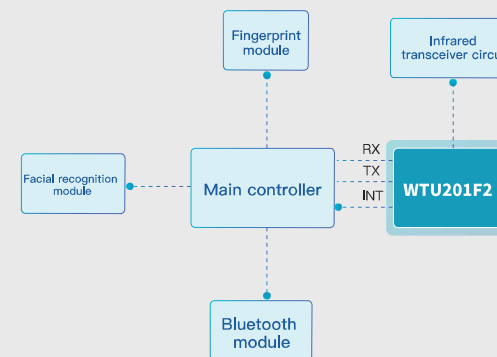 Fingerprint
module
Infrared
transceiver circu
RX
TX
INT
Facial recognition
module
Main controller
WTU201F2
Bluetooth
module